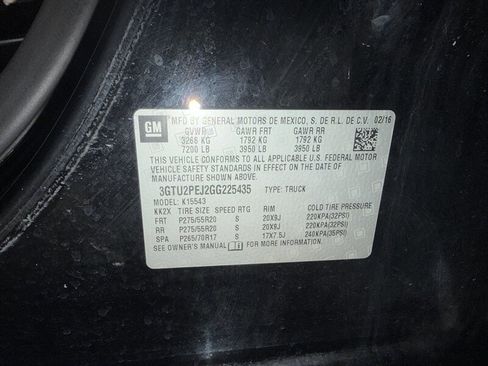 GM
MFD BY GENERAL MOTORS DE MEXICO, S. DE R.L. DE C.V. 02/16
GVWR GAWR FRT GAWR RR
3266 KG 1792 KG 1792 KG
7200 LB 3950 LB 3950 LB
THIS VEHICLE CONFORMS TO ALL APPLICABLE U.S. FEDERAL MOTOR
VEHICLE SAFETY STANDARDS IN EFFECT ON THE DATE OF
MANUFACTURE SHOWN ABOVE.
3GTU2PEJ2GG225435 TYPE: TRUCK
MODEL: K15543
KK2X TIRE SIZE SPEED RTG RIM COLD TIRE PRESSURE
FRT P275/55R20 S 20X9J 220KPA(32PSI)
RR P275/55R20 S 20X9J 220KPA(32PSI)
SPA P265/70R17 S 17X7.5J 240KPA(35PSI)
SEE OWNER'S MANUAL FOR MORE INFORMATION.